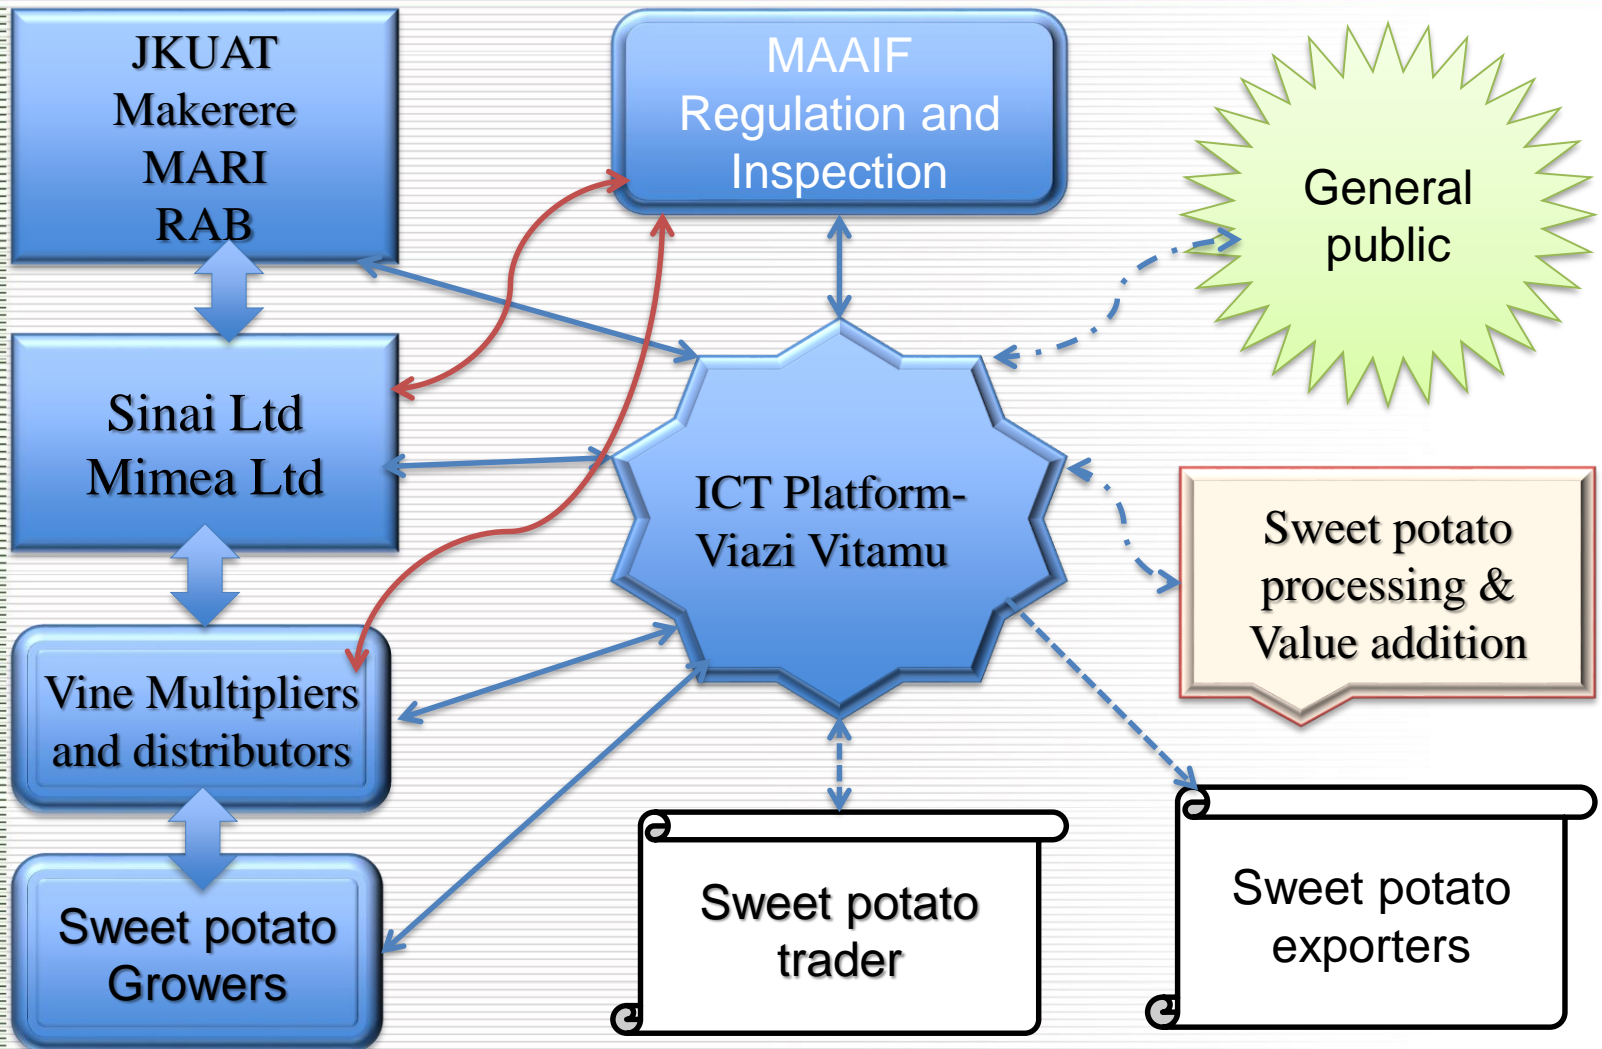 JKUAT
Makerere
MARI
RAB
MAAIF
Regulation and
Inspection
General
public
Sinai Ltd
Mimea Ltd
ICT Platform-
Viazi Vitamu
Sweet potato
processing &
Value addition
Vine Multipliers
and distributors
Sweet potato
Growers
Sweet potato
trader
Sweet potato
exporters